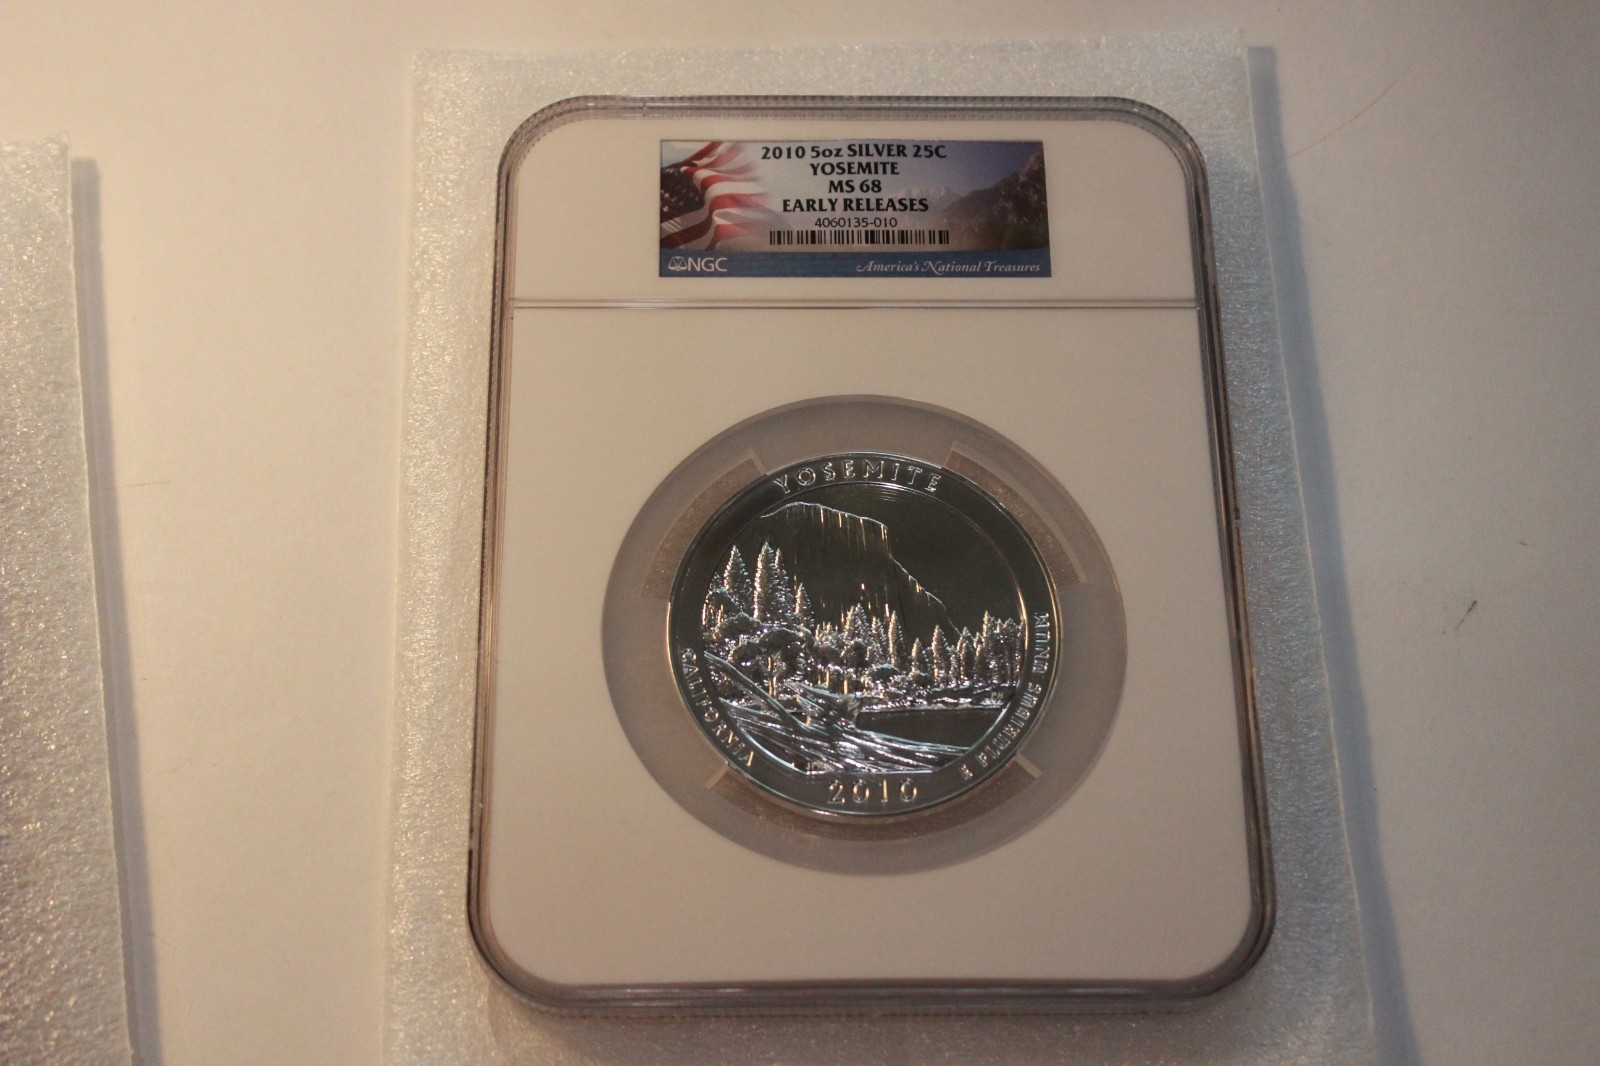 2010 5oz SILVER 25C
YOSEMITE
MS 68
EARLY RELEASES
4060135-010
NGC
America's National Treasures
YOSEMITE
CALIFORNIA
2010
E PLURIBUS UNUM